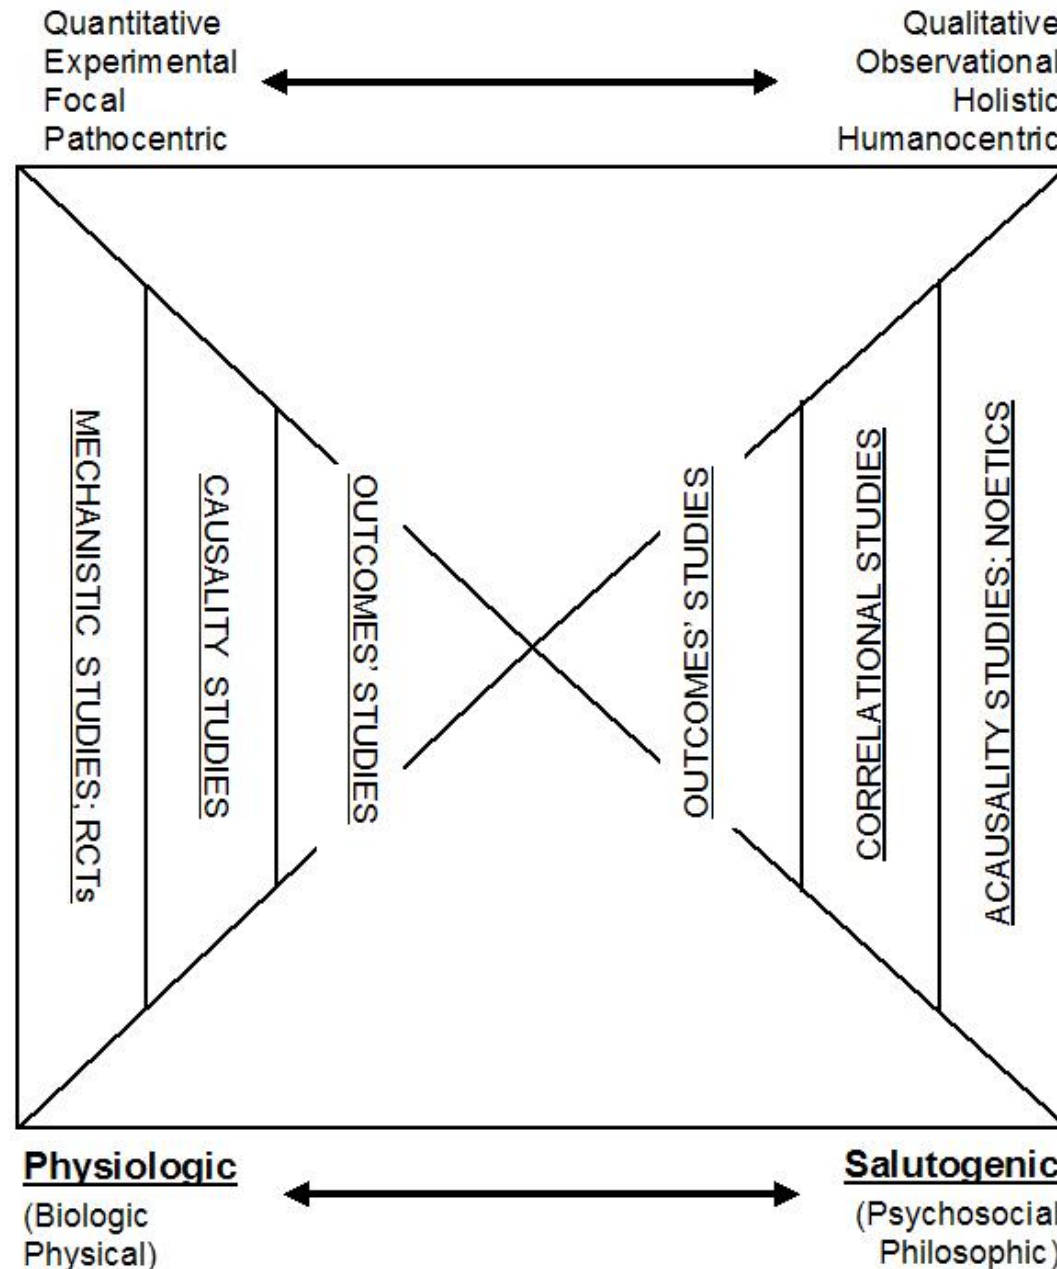 Quantitative
Experimental
Focal
Pathocentric
Qualitative
Observational
Holistic
Humanocentric
MECHANISTIC STUDIES; RCTs
CAUSALITY STUDIES
OUTCOMES' STUDIES
OUTCOMES' STUDIES
CORRELATIONAL STUDIES
ACAUSALITY STUDIES; NOETICS
Physiologic
(Biologic
Physical)
Salutogenic
(Psychosocial
Philosophic)